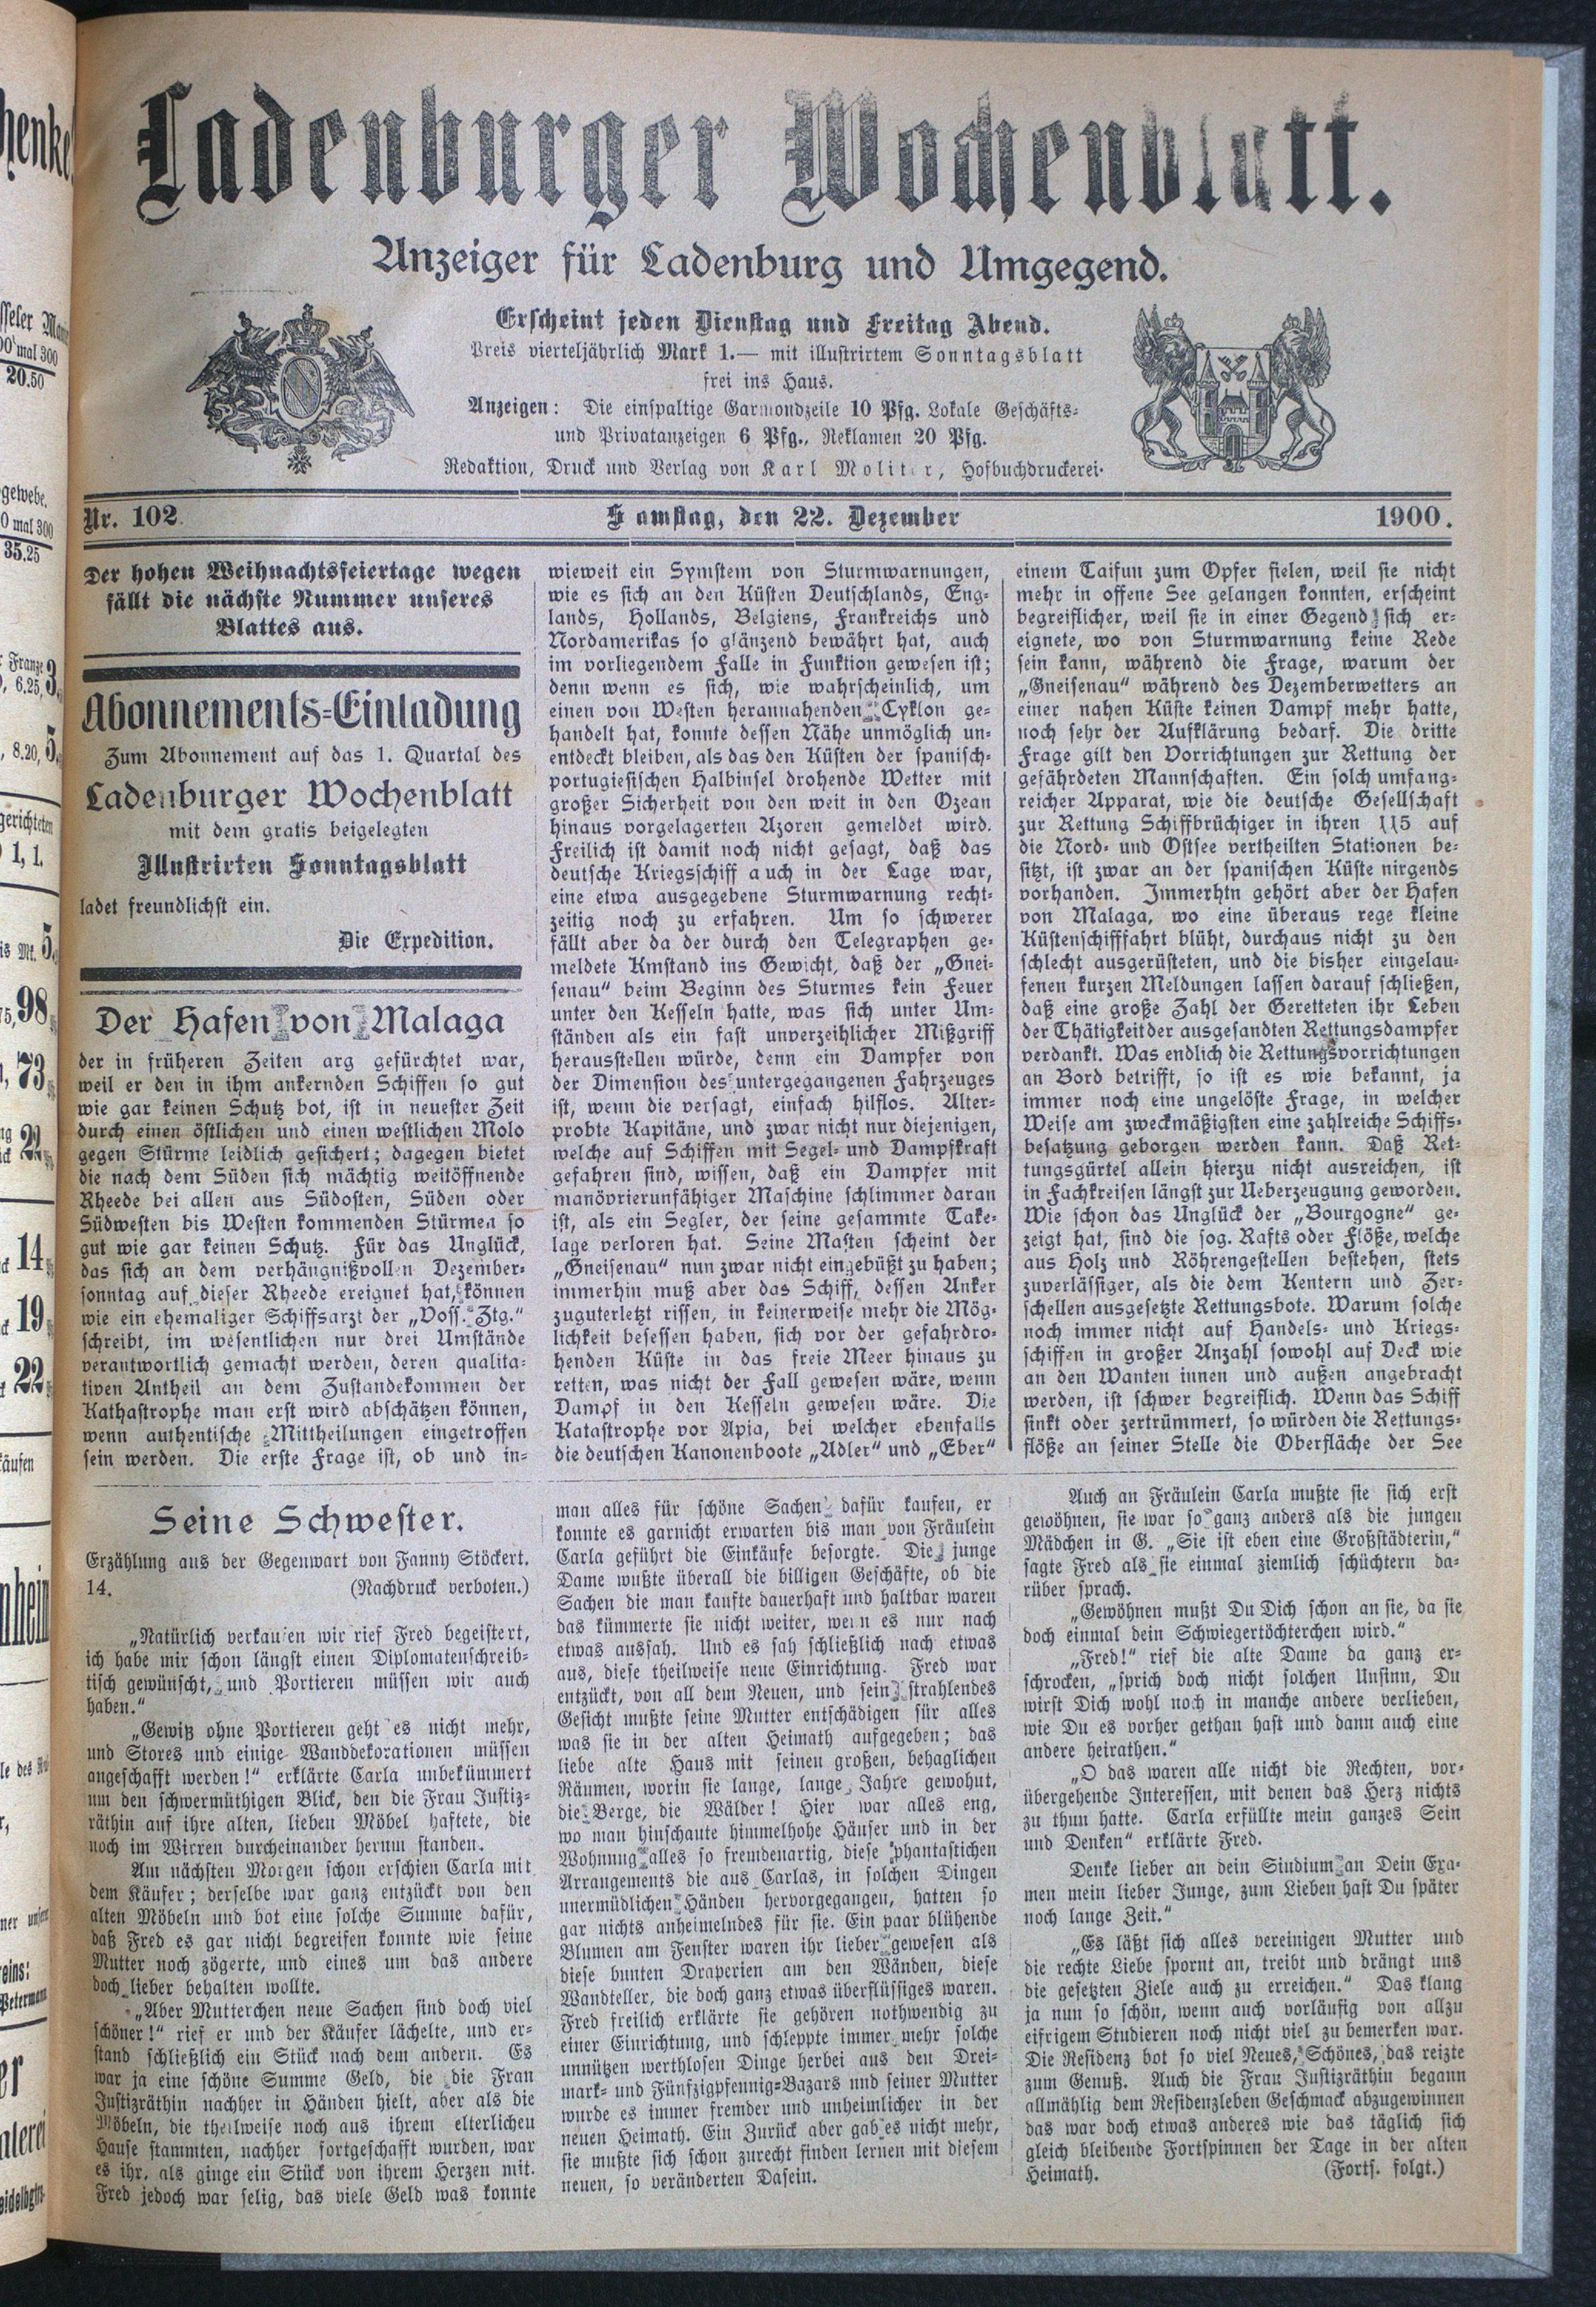 Ladenburger Wochenblatt.
Anzeiger für Ladenburg und Umgegend.
Erscheint jeden Dienstag und Freitag Abend.
Preis vierteljährlich Mark 1.— mit illustrirtem Sonntagsblatt
frei ins Haus.
Anzeigen: Die einspaltige Garmondzeile 10 Pfg. Lokale Geschäfts-
und Privatanzeigen 6 Pfg., Reklamen 20 Pfg.
Redaktion, Druck und Verlag von Karl Molitor, Hofbuchdruckerei.
Nr. 102
Samstag, den 22. Dezember
1900.
Der hohen Weihnachtsfeiertage wegen
fällt die nächste Nummer unseres
Blattes aus.
Abonnements-Einladung
Zum Abonnement auf das 1. Quartal des
Ladenburger Wochenblatt
mit dem gratis beigelegten
Illustrirten Sonntagsblatt
ladet freundlichst ein.
Die Expedition.
Der Hafen von Malaga
der in früheren Zeiten arg gefürchtet war,
weil er den in ihm ankernden Schiffen so gut
wie gar keinen Schutz bot, ist in neuester Zeit
durch einen östlichen und einen westlichen Molo
gegen Stürme leidlich gesichert; dagegen bietet
die nach dem Süden sich mächtig weitöffnende
Rheede bei allen aus Südosten, Süden oder
Südwesten bis Westen kommenden Stürmen so
gut wie gar keinen Schutz. Für das Unglück,
das sich an dem verhängnißvollen Dezember-
sonntag auf dieser Rheede ereignet hat, können
wie ein ehemaliger Schiffsarzt der „Voss. Ztg."
schreibt, im wesentlichen nur drei Umstände
verantwortlich gemacht werden, deren qualita-
tiven Antheil an dem Zustandekommen der
Kathastrophe man erst wird abschätzen können,
wenn authentische Mittheilungen eingetroffen
sein werden. Die erste Frage ist, ob und in-
wieweit ein Symstem von Sturmwarnungen,
wie es sich an den Küsten Deutschlands, Eng-
lands, Hollands, Belgiens, Frankreichs und
Nordamerikas so glänzend bewährt hat, auch
im vorliegendem Falle in Funktion gewesen ist;
denn wenn es sich, wie wahrscheinlich, um
einen von Westen herannahenden Cyklon ge-
handelt hat, konnte dessen Nähe unmöglich un-
entdeckt bleiben, als das den Küsten der spanisch-
portugiesischen Halbinsel drohende Wetter mit
großer Sicherheit von den weit in den Ozean
hinaus vorgelagerten Azoren gemeldet wird.
Freilich ist damit noch nicht gesagt, daß das
deutsche Kriegsschiff auch in der Lage war,
eine etwa ausgegebene Sturmwarnung recht-
zeitig noch zu erfahren. Um so schwerer
fällt aber da der durch den Telegraphen ge-
meldete Kmstand ins Gewicht, daß der „Gnei-
senau" beim Beginn des Sturmes kein Feuer
unter den Kesseln hatte, was sich unter Um-
ständen als ein fast unverzeihlicher Mißgriff
herausstellen würde, denn ein Dampfer von
der Dimension des untergegangenen Fahrzeuges
ist, wenn die versagt, einfach hilflos. Alter-
probte Kapitäne, und zwar nicht nur diejenigen,
welche auf Schiffen mit Segel- und Dampfkraft
gefahren sind, wissen, daß ein Dampfer mit
manövrierunfähiger Maschine schlimmer daran
ist, als ein Segler, der seine gesammte Take-
lage verloren hat. Seine Masten scheint der
„Gneisenau" nun zwar nicht eingebüßt zu haben;
immerhin muß aber das Schiff, dessen Anker
zuguterletzt rissen, in keinerweise mehr die Mög-
lichkeit besessen haben, sich vor der gefahrdro-
henden Küste in das freie Meer hinaus zu
retten, was nicht der Fall gewesen wäre, wenn
Dampf in den Kesseln gewesen wäre. Die
Katastrophe vor Apia, bei welcher ebenfalls
die deutschen Kanonenboote „Adler" und „Eber"
einem Taifun zum Opfer fielen, weil sie nicht
mehr in offene See gelangen konnten, erscheint
begreiflicher, weil sie in einer Gegend sich er-
eignete, wo von Sturmwarnung keine Rede
sein kann, während die Frage, warum der
„Gneisenau" während des Dezemberwetters an
einer nahen Küste keinen Dampf mehr hatte,
noch sehr der Aufklärung bedarf. Die dritte
Frage gilt den Vorrichtungen zur Rettung der
gefährdeten Mannschaften. Ein solch umfang-
reicher Apparat, wie die deutsche Gesellschaft
zur Rettung Schiffbrüchiger in ihren 115 auf
die Nord- und Ostsee vertheilten Stationen be-
sitzt, ist zwar an der spanischen Küste nirgends
vorhanden. Immerhtn gehört aber der Hafen
von Malaga, wo eine überaus rege kleine
Küstenschifffahrt blüht, durchaus nicht zu den
schlecht ausgerüsteten, und die bisher eingelau-
fenen kurzen Meldungen lassen darauf schließen,
daß eine große Zahl der Geretteten ihr Leben
der Thätigkeit der ausgesandten Rettungsdampfer
verdankt. Was endlich die Rettungsvorrichtungen
an Bord betrifft, so ist es wie bekannt, ja
immer noch eine ungelöste Frage, in welcher
Weise am zweckmäßigsten eine zahlreiche Schiffs-
besatzung geborgen werden kann. Daß Ret-
tungsgürtel allein hierzu nicht ausreichen, ist
in Fachkreisen längst zur Ueberzeugung geworden.
Wie schon das Unglück der „Bourgogne" ge-
zeigt hat, sind die sog. Rafts oder Flöße, welche
aus Holz und Röhrengestellen bestehen, stets
zuverlässiger, als die dem Kentern und Zer-
schellen ausgesetzte Rettungsbote. Warum solche
noch immer nicht auf Handels- und Kriegs-
schiffen in großer Anzahl sowohl auf Deck wie
an den Wanten innen und außen angebracht
werden, ist schwer begreiflich. Wenn das Schiff
sinkt oder zertrümmert, so würden die Rettungs-
flöße an seiner Stelle die Oberfläche der See
Seine Schwester.
Erzählung aus der Gegenwart von Fanny Stöckert.
14. (Nachdruck verboten.)
„Natürlich verkaufen wir rief Fred begeistert,
ich habe mir schon längst einen Diplomatenschreib-
tisch gewünscht, und Portieren müssen wir auch
haben."
„Gewiß ohne Portieren geht es nicht mehr,
und Stores und einige Wanddekorationen müssen
angeschafft werden!" erklärte Carla unbekümmert
um den schwermüthigen Blick, den die Frau Justiz-
räthin auf ihre alten, lieben Möbel haftete, die
noch im Wirren durcheinander herum standen.
Am nächsten Morgen schon erschien Carla mit
dem Käufer; derselbe war ganz entzückt von den
alten Möbeln und bot eine solche Summe dafür,
daß Fred es gar nicht begreifen konnte wie seine
Mutter noch zögerte, und eines um das andere
doch lieber behalten wollte.
„Aber Mutterchen neue Sachen sind doch viel
schöner!" rief er und der Käufer lächelte, und er-
stand schließlich ein Stück nach dem andern. Es
war ja eine schöne Summe Geld, die die Frau
Justizräthin nachher in Händen hielt, aber als die
Möbeln, die theilweise noch aus ihrem elterlichen
Hause stammten, nachher fortgeschafft wurden, war
es ihr, als ginge ein Stück von ihrem Herzen mit.
Fred jedoch war selig, das viele Geld was konnte
man alles für schöne Sachen dafür kaufen, er
konnte es garnicht erwarten bis man von Fräulein
Carla geführt die Einkäufe besorgte. Die junge
Dame wußte überall die billigen Geschäfte, ob die
Sachen die man kaufte dauerhaft und haltbar waren
das kümmerte sie nicht weiter, wenn es nur nach
etwas aussah. Und es sah schließlich nach etwas
aus, diese theilweise neue Einrichtung. Fred war
entzückt, von all dem Neuen, und sein strahlendes
Gesicht mußte seine Mutter entschädigen für alles
was sie in der alten Heimath aufgegeben; das
liebe alte Haus mit seinen großen, behaglichen
Räumen, worin sie lange, lange Jahre gewohnt,
die Berge, die Wälder! Hier war alles eng,
wo man hinschaute himmelhohe Häuser und in der
Wohnung alles so fremdenartig, diese phantastichen
Arrangements die aus Carlas, in solchen Dingen
unermüdlichen Händen hervorgegangen, hatten so
gar nichts anheimelndes für sie. Ein paar blühende
Blumen am Fenster waren ihr lieber gewesen als
diese bunten Draperien am den Wänden, diese
Wandteller, die doch ganz etwas überflüssiges waren.
Fred freilich erklärte sie gehören nothwendig zu
einer Einrichtung, und schleppte immer mehr solche
unnützen werthlosen Dinge herbei aus den Drei-
mark- und Fünfzigpfennig-Bazars und seiner Mutter
wurde es immer fremder und unheimlicher in der
neuen Heimath. Ein Zurück aber gab es nicht mehr,
sie mußte sich schon zurecht finden lernen mit diesem
neuen, so veränderten Dasein.
Auch an Fräulein Carla mußte sie sich erst
gewöhnen, sie war so ganz anders als die jungen
Mädchen in G. „Sie ist eben eine Großstädterin,"
sagte Fred als sie einmal ziemlich schüchtern da-
rüber sprach.
„Gewöhnen mußt Du Dich schon an sie, da sie
doch einmal dein Schwiegertöchterchen wird."
„Fred!" rief die alte Dame da ganz er-
schrocken, „sprich doch nicht solchen Unsinn, Du
wirst Dich wohl noch in manche andere verlieben,
wie Du es vorher gethan hast und dann auch eine
andere heirathen."
„O das waren alle nicht die Rechten, vor-
übergehende Interessen, mit denen das Herz nichts
zu thun hatte. Carla erfüllte mein ganzes Sein
und Denken" erklärte Fred.
Denke lieber an dein Studium an Dein Exa-
men mein lieber Junge, zum Lieben hast Du später
noch lange Zeit."
„Es läßt sich alles vereinigen Mutter und
die rechte Liebe spornt an, treibt und drängt uns
die gesetzten Ziele auch zu erreichen." Das klang
ja nun so schön, wenn auch vorläufig von allzu
eifrigem Studieren noch nicht viel zu bemerken war.
Die Residenz bot so viel Neues, Schönes, das reizte
zum Genuß. Auch die Frau Justizräthin begann
allmählig dem Residenzleben Geschmack abzugewinnen
das war doch etwas anderes wie das täglich sich
gleich bleibende Fortspinnen der Tage in der alten
Heimath. (Forts. folgt.)